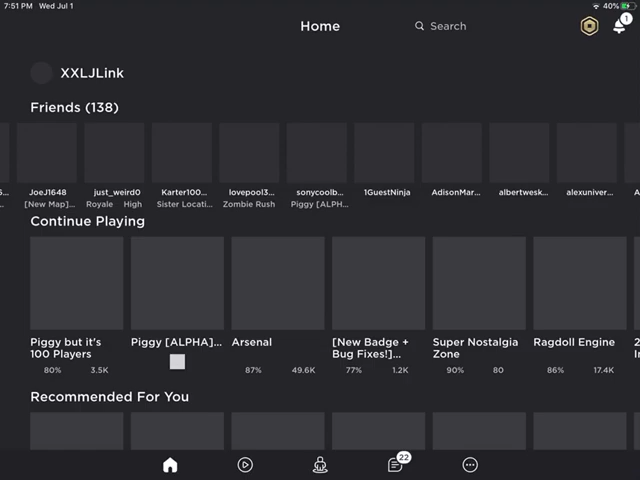 7:51 PM Wed Jul 1
40%
Home
Search
1
XXLJLink
Friends (138)
JoeJ1648 just_weird0 Karter100... lovepool3... sonycoolb... 1GuestNinja AdisonMar... albertwesk... alexuniver...
[New Map]... Royale High Sister Locati... Zombie Rush Piggy [ALPH...
Continue Playing
Piggy but it's 100 Players
Piggy [ALPHA]...
Arsenal
[New Badge + Bug Fixes!]...
Super Nostalgia Zone
Ragdoll Engine
80% 3.5K 87% 49.6K 77% 1.2K 90% 80 86% 17.4K
Recommended For You
22